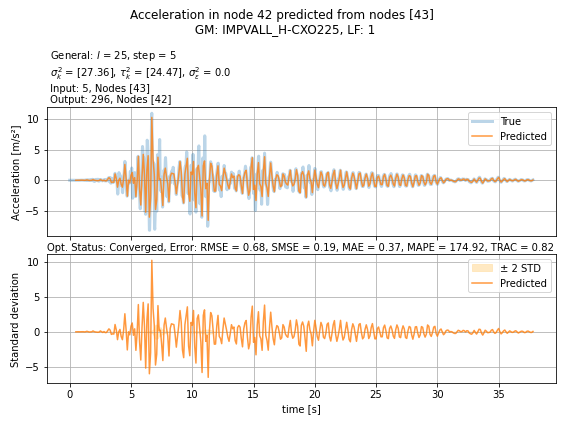 Acceleration in node 42 predicted from nodes [43]
GM: IMPVALL_H-CXO225, LF: 1
General: l = 25, step = 5
σ²_k = [27.36], τ²_k = [24.47], σ²_ε = 0.0
Input: 5, Nodes [43]
Output: 296, Nodes [42]
Acceleration [m/s²]
10
5
0
−5
True
Predicted
Opt. Status: Converged, Error: RMSE = 0.68, SMSE = 0.19, MAE = 0.37, MAPE = 174.92, TRAC = 0.82
Standard deviation
10
5
0
−5
± 2 STD
Predicted
0 5 10 15 20 25 30 35
time [s]